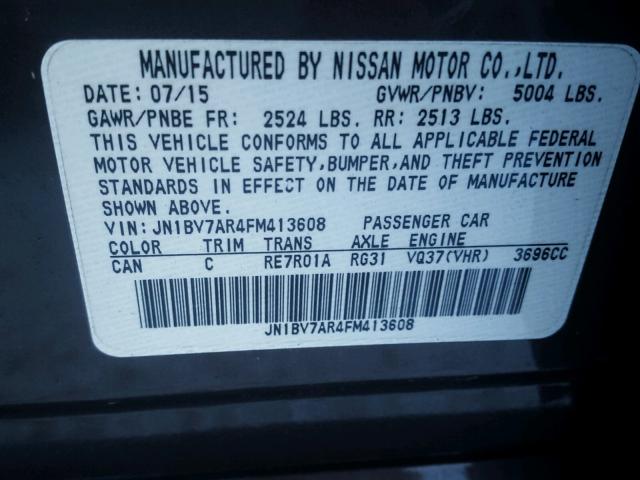 MANUFACTURED BY NISSAN MOTOR CO.,LTD.
DATE: 07/15 GVWR/PNBV: 5004 LBS.
GAWR/PNBE FR: 2524 LBS. RR: 2513 LBS.
THIS VEHICLE CONFORMS TO ALL APPLICABLE FEDERAL
MOTOR VEHICLE SAFETY,BUMPER,AND THEFT PREVENTION
STANDARDS IN EFFECT ON THE DATE OF MANUFACTURE
SHOWN ABOVE.
VIN: JN1BV7AR4FM413608 PASSENGER CAR
COLOR TRIM TRANS AXLE ENGINE
CAN C RE7R01A RG31 VQ37(VHR) 3696CC
JN1BV7AR4FM413608